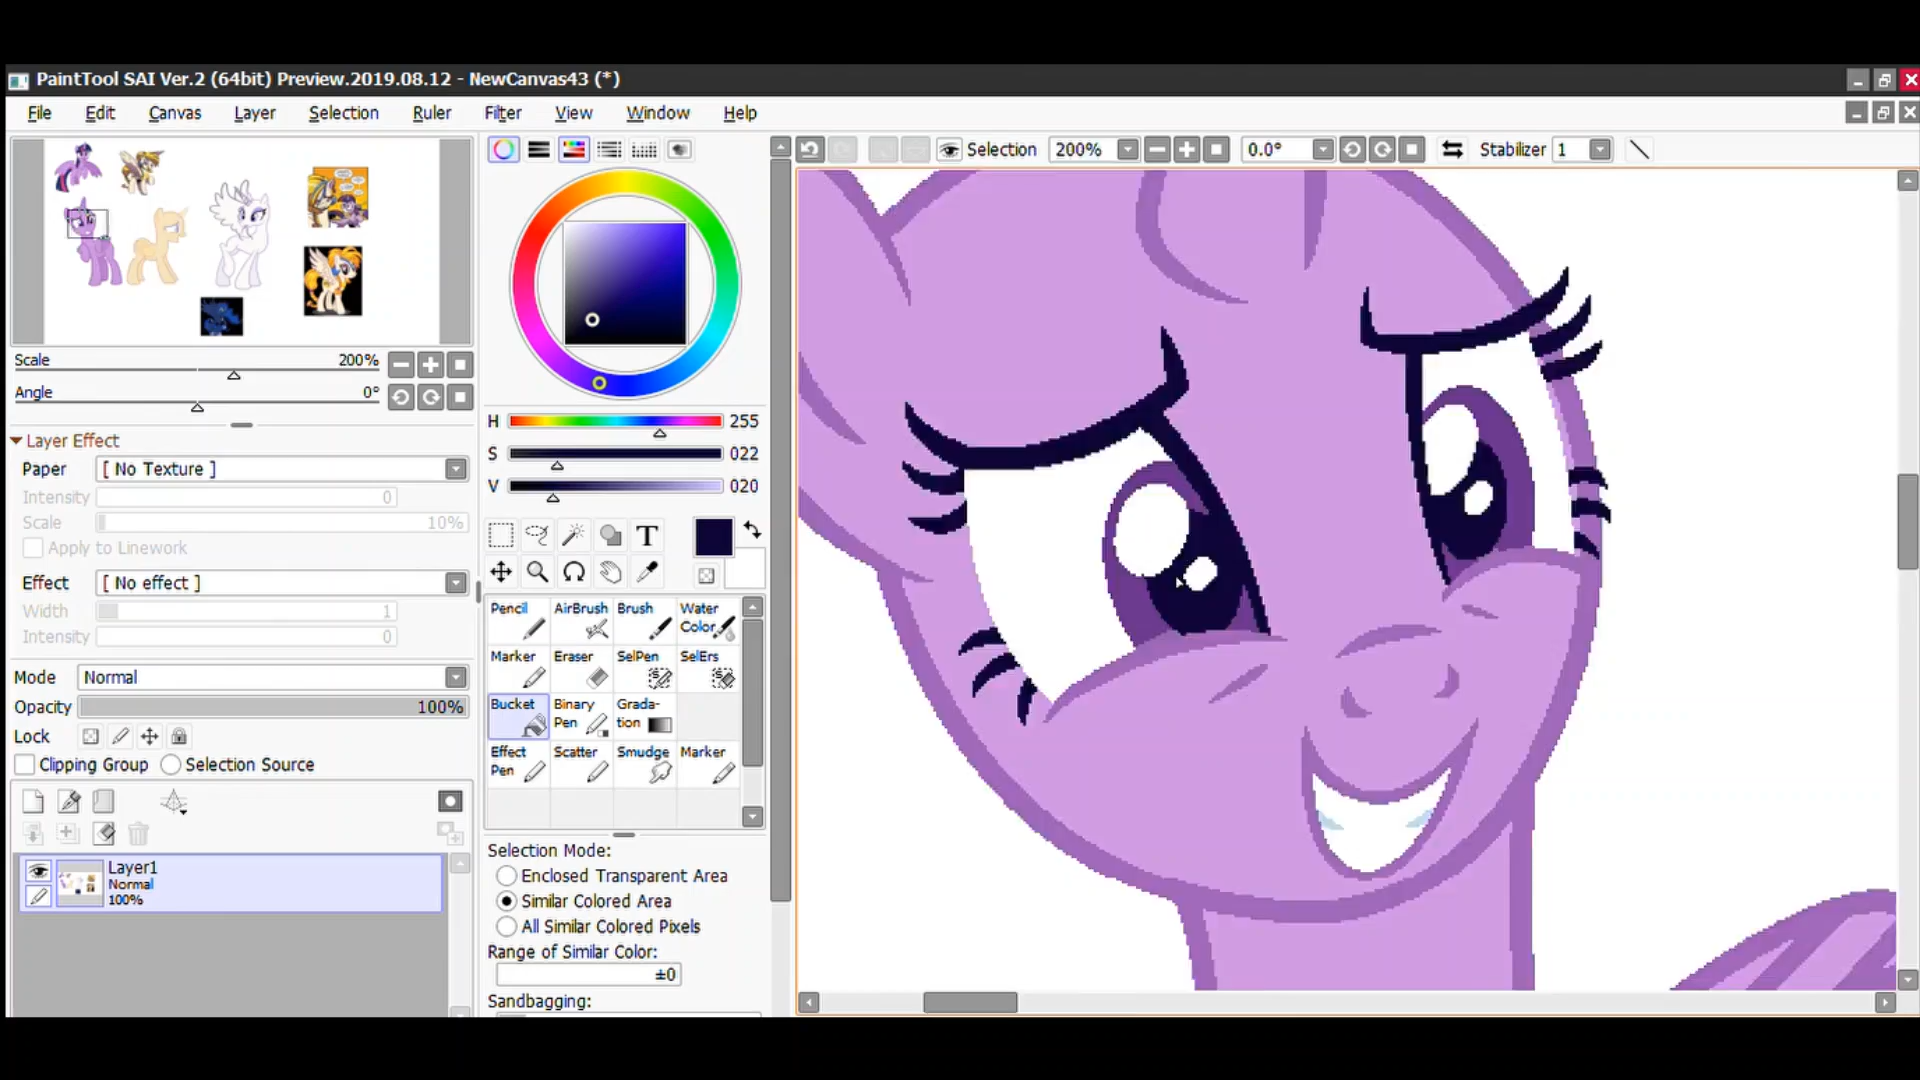 PaintTool SAI Ver.2 (64bit) Preview.2019.08.12 - NewCanvas43 (*)
File Edit Canvas Layer Selection Ruler Filter View Window Help
Selection 200% 0.0° Stabilizer 1
Scale 200%
Angle 0°
Layer Effect
Paper [ No Texture ]
Intensity 0
Scale 10%
Apply to Linework
Effect [ No effect ]
Width 1
Intensity 0
Mode Normal
Opacity 100%
Lock
Clipping Group Selection Source
Layer1
Normal
100%
H 255
S 022
V 020
T
Pencil AirBrush Brush Water Color
Marker Eraser SelPen SelErs
Bucket Binary Pen Grada-tion
Effect Pen Scatter Smudge Marker
Selection Mode:
Enclosed Transparent Area
Similar Colored Area
All Similar Colored Pixels
Range of Similar Color:
±0
Sandbagging: